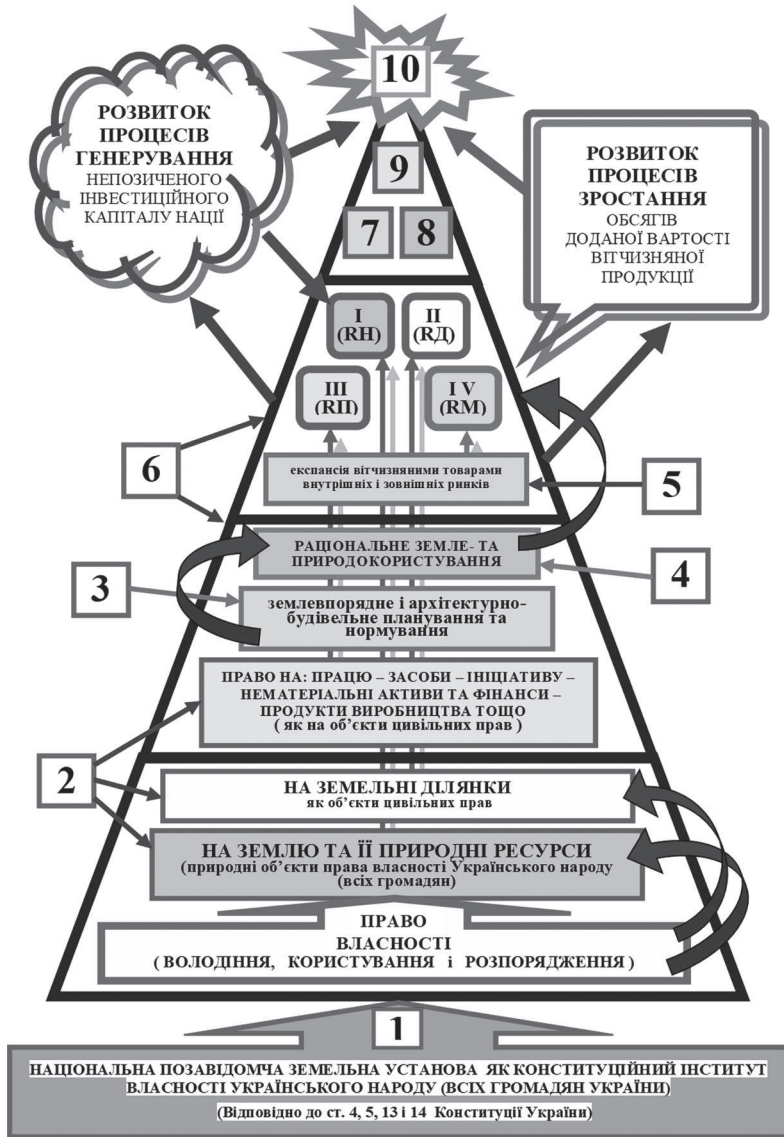 10
РОЗВИТОК
ПРОЦЕСІВ
ГЕНЕРУВАННЯ
НЕПОЗИЧЕНОГО
ІНВЕСТИЦІЙНОГО
КАПІТАЛУ НАЦІЇ
РОЗВИТОК
ПРОЦЕСІВ
ЗРОСТАННЯ
ОБСЯГІВ
ДОДАНОЇ ВАРТОСТІ
ВІТЧИЗНЯНОЇ
ПРОДУКЦІЇ
9
7
8
I
(RН)
II
(RД)
III
(RП)
I V
(RМ)
6
експансія вітчизняними товарами
внутрішніх і зовнішніх ринків
5
РАЦІОНАЛЬНЕ ЗЕМЛЕ- ТА
ПРИРОДОКОРИСТУВАННЯ
3
4
землевпорядне і архітектурно-
будівельне планування та
нормування
ПРАВО НА: ПРАЦЮ – ЗАСОБИ – ІНІЦІАТИВУ –
НЕМАТЕРІАЛЬНІ АКТИВИ ТА ФІНАНСИ –
ПРОДУКТИ ВИРОБНИЦТВА ТОЩО
( як на об’єкти цивільних прав )
2
НА ЗЕМЕЛЬНІ ДІЛЯНКИ
як об’єкти цивільних прав
НА ЗЕМЛЮ ТА ЇЇ ПРИРОДНІ РЕСУРСИ
(природні об’єкти права власності Українського народу
(всіх громадян)
ПРАВО
ВЛАСНОСТІ
( ВОЛОДІННЯ, КОРИСТУВАННЯ і РОЗПОРЯДЖЕННЯ )
1
НАЦІОНАЛЬНА ПОЗАВІДОМЧА ЗЕМЕЛЬНА УСТАНОВА ЯК КОНСТИТУЦІЙНИЙ ІНСТИТУТ
ВЛАСНОСТІ УКРАЇНСЬКОГО НАРОДУ (ВСІХ ГРОМАДЯН УКРАЇНИ)
(Відповідно до ст. 4, 5, 13 і 14 Конституції України)